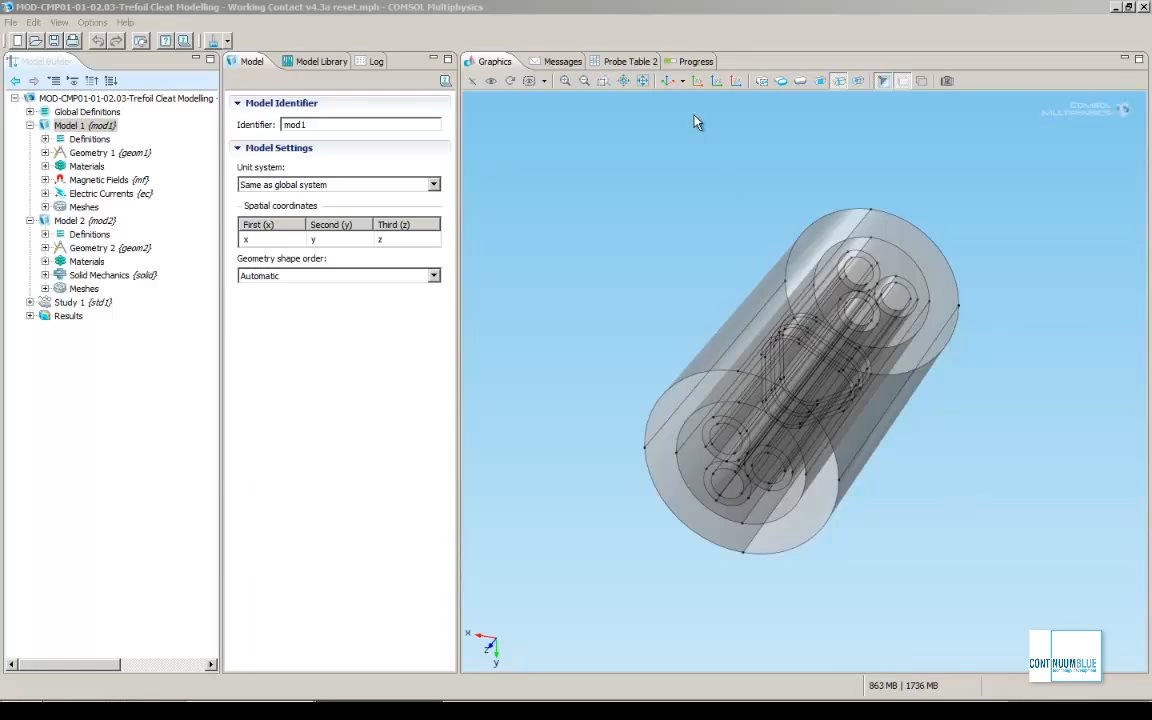 MOD-CMP01-01-02.03-Trefoil Cleat Modelling - Working Contact v4.3a reset.mph - COMSOL Multiphysics
File Edit View Options Help
Model Builder
Model Model Library Log
Graphics Messages Probe Table 2 Progress
MOD-CMP01-01-02.03-Trefoil Cleat Modelling -
Global Definitions
Model 1 {mod1}
Definitions
Geometry 1 {geom1}
Materials
Magnetic Fields {mf}
Electric Currents {ec}
Meshes
Model 2 {mod2}
Definitions
Geometry 2 {geom2}
Materials
Solid Mechanics {solid}
Meshes
Study 1 {std1}
Results
Model Identifier
Identifier: mod1
Model Settings
Unit system:
Same as global system
Spatial coordinates
First (x) Second (y) Third (z)
x y z
Geometry shape order:
Automatic
COMSOL
MULTIPHYSICS
x
z
y
CONTINUUMBLUE
863 MB | 1736 MB